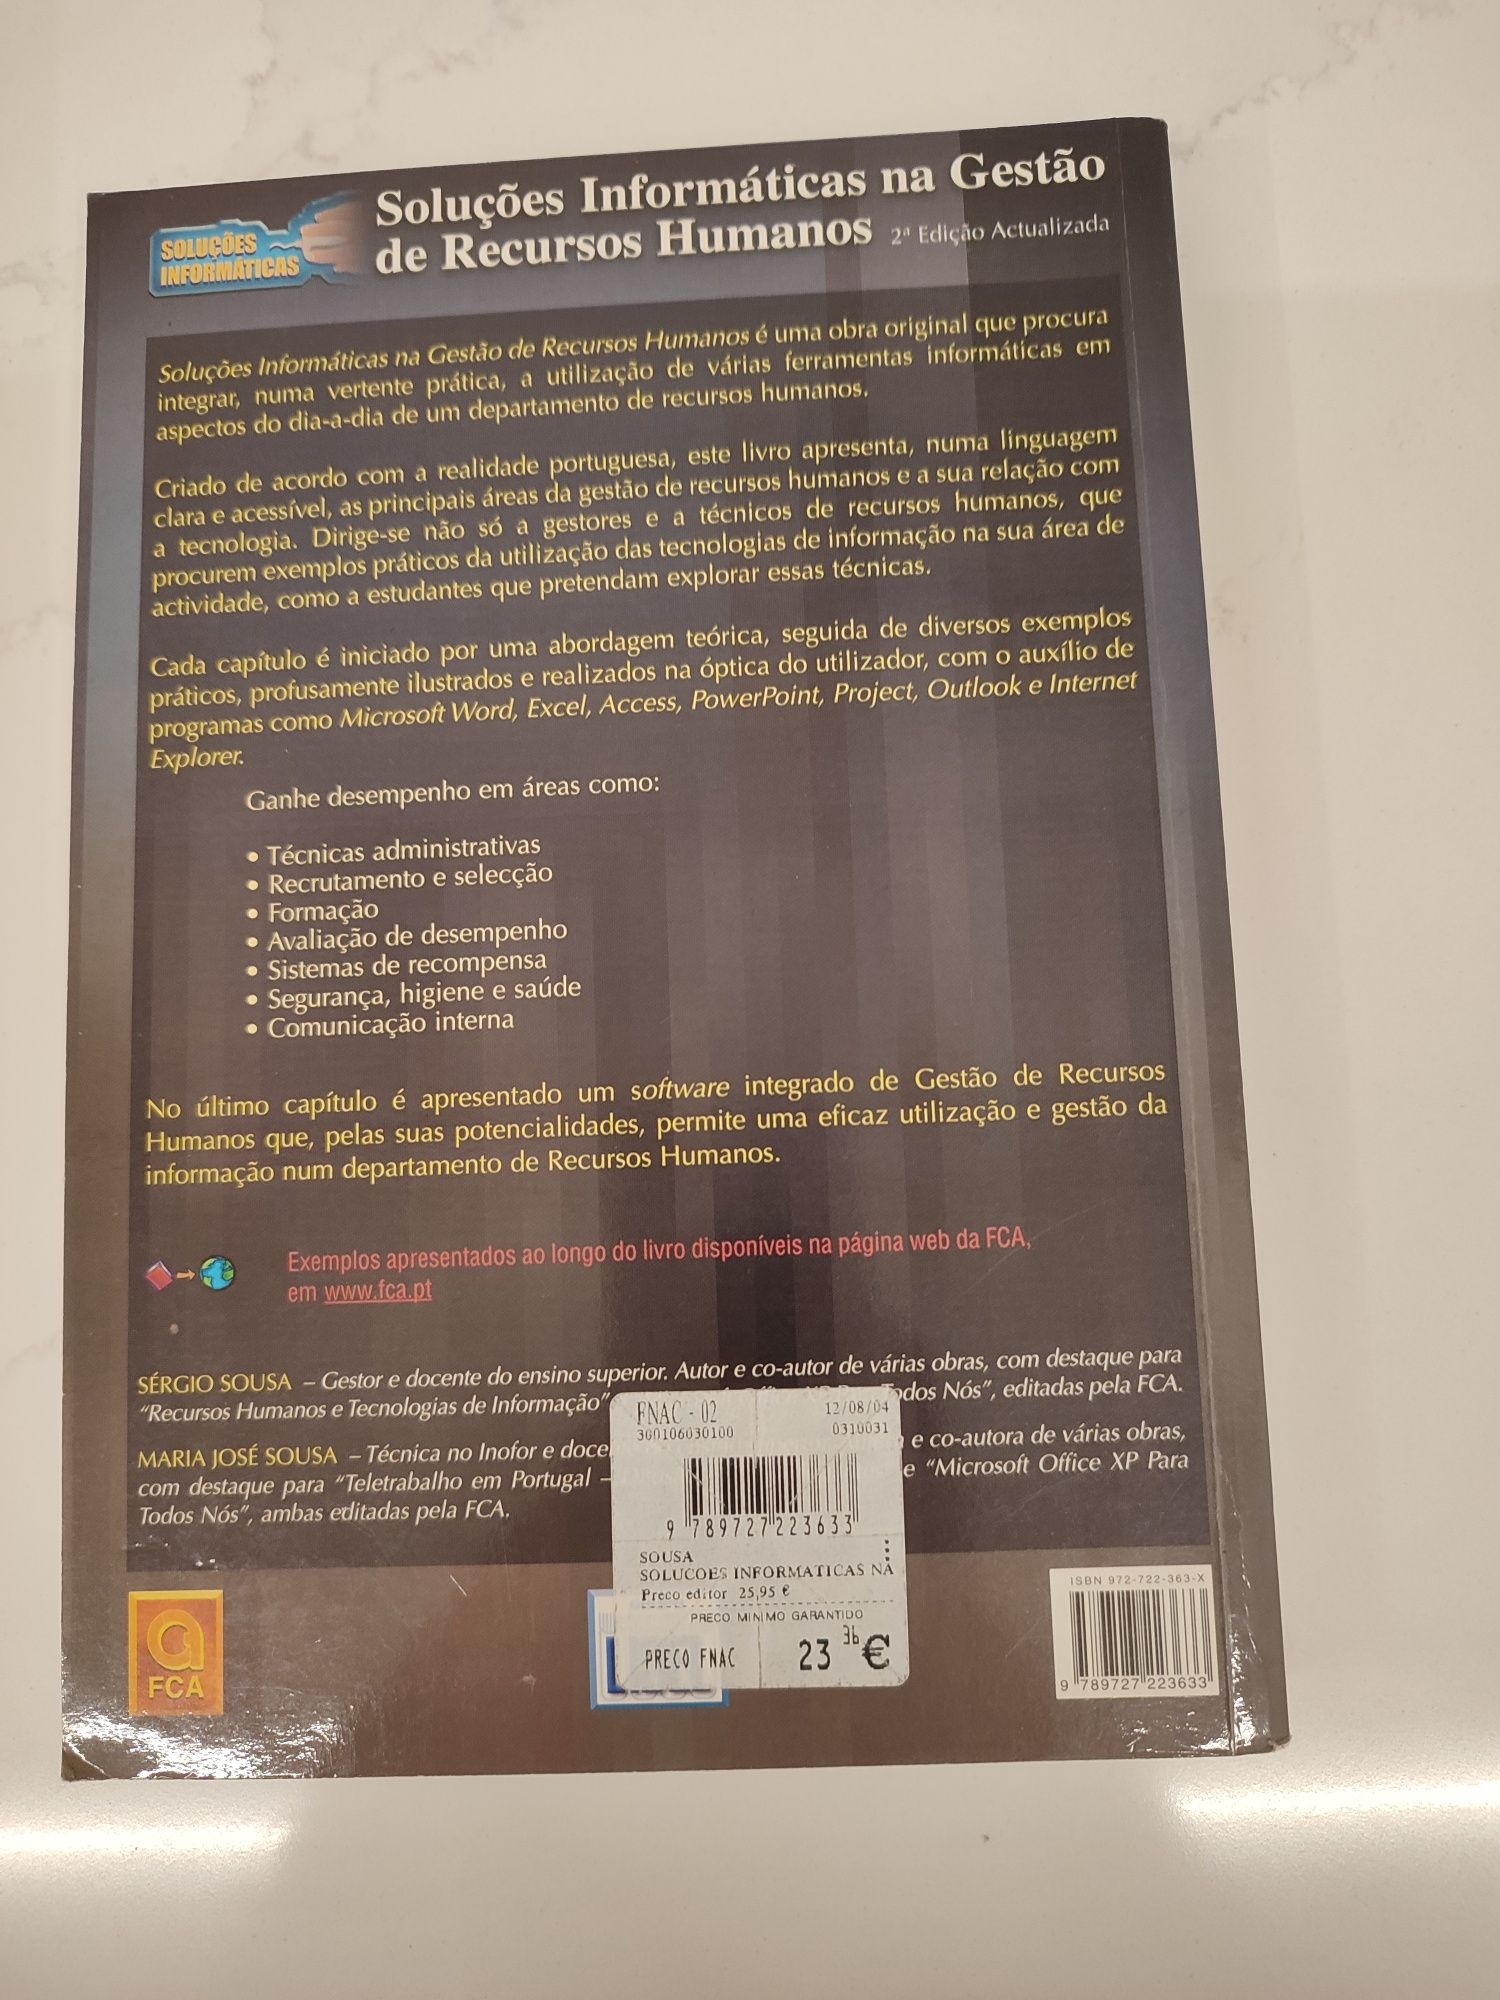 SOLUÇÕES
INFORMÁTICAS
Soluções Informáticas na Gestão
de Recursos Humanos 2ª Edição Actualizada
Soluções Informáticas na Gestão de Recursos Humanos é uma obra original que procura
integrar, numa vertente prática, a utilização de várias ferramentas informáticas em
aspectos do dia-a-dia de um departamento de recursos humanos.
Criado de acordo com a realidade portuguesa, este livro apresenta, numa linguagem
clara e acessível, as principais áreas da gestão de recursos humanos e a sua relação com
a tecnologia. Dirige-se não só a gestores e a técnicos de recursos humanos, que
procurem exemplos práticos da utilização das tecnologias de informação na sua área de
actividade, como a estudantes que pretendam explorar essas técnicas.
Cada capítulo é iniciado por uma abordagem teórica, seguida de diversos exemplos
práticos, profusamente ilustrados e realizados na óptica do utilizador, com o auxílio de
programas como Microsoft Word, Excel, Access, PowerPoint, Project, Outlook e Internet
Explorer.
Ganhe desempenho em áreas como:
• Técnicas administrativas
• Recrutamento e selecção
• Formação
• Avaliação de desempenho
• Sistemas de recompensa
• Segurança, higiene e saúde
• Comunicação interna
No último capítulo é apresentado um software integrado de Gestão de Recursos
Humanos que, pelas suas potencialidades, permite uma eficaz utilização e gestão da
informação num departamento de Recursos Humanos.
Exemplos apresentados ao longo do livro disponíveis na página web da FCA,
em www.fca.pt
SÉRGIO SOUSA – Gestor e docente do ensino superior. Autor e co-autor de várias obras, com destaque para
"Recursos Humanos e Tecnologias de Informação" Todos Nós", editadas pela FCA.
MARIA JOSÉ SOUSA – Técnica no Inofor e e co-autora de várias obras,
com destaque para "Teletrabalho em Portugal – e "Microsoft Office XP Para
Todos Nós", ambas editadas pela FCA.
FNAC - 02 12/08/04
300106030100 0310031
9 789727 223633
SOUSA
SOLUCOES INFORMATICAS NA
Preco editor 25,95 €
PRECO MINIMO GARANTIDO
PRECO FNAC 23 36 €
FCA
ISBN 972-722-363-X
9 789727 223633